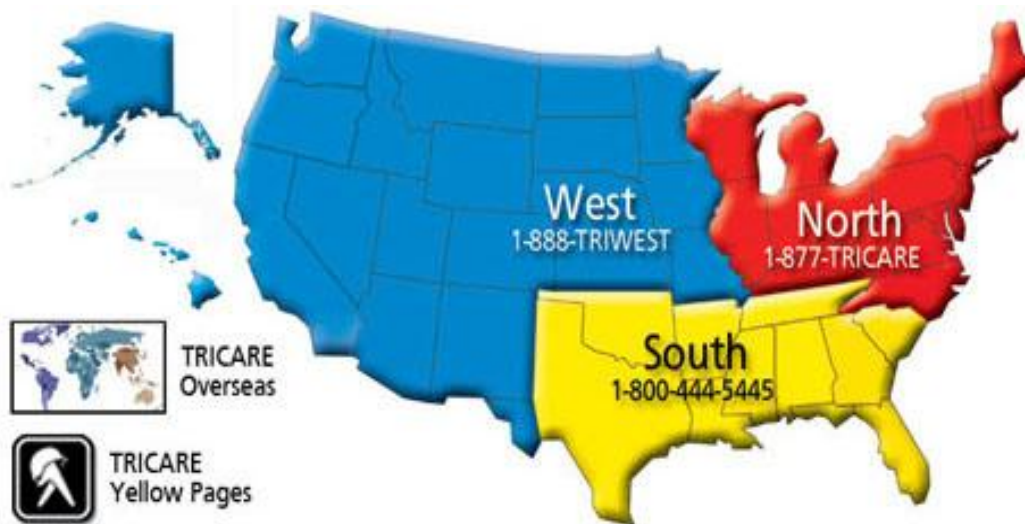 West
1-888-TRIWEST
North
1-877-TRICARE
South
1-800-444-5445
TRICARE
Overseas
TRICARE
Yellow Pages